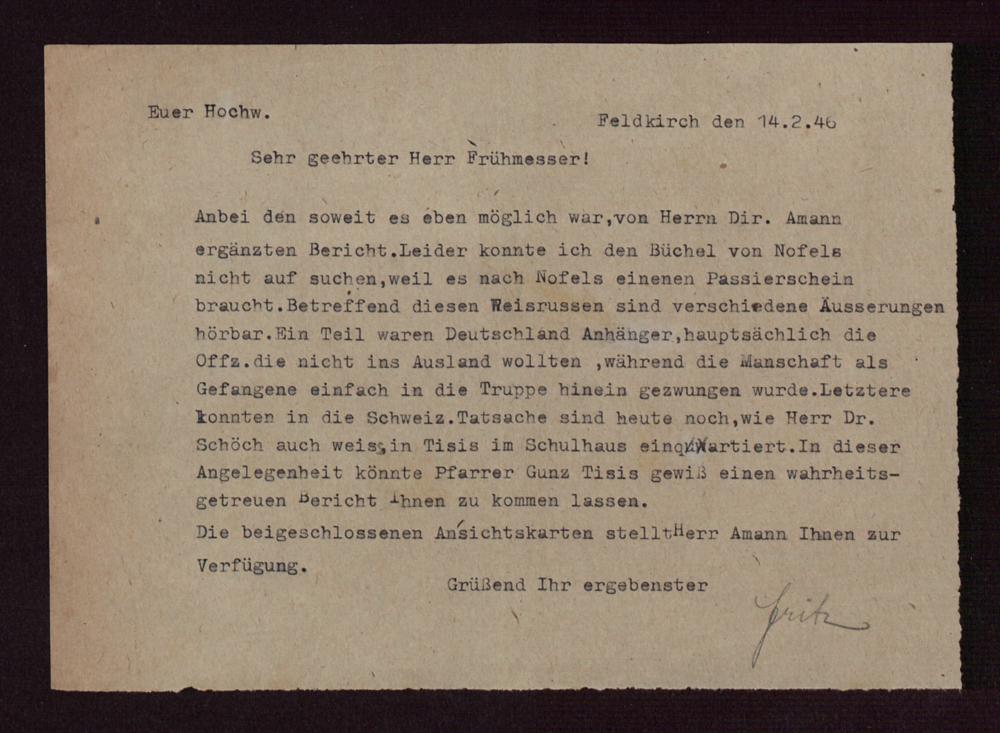 Euer Hochw.
Feldkirch den 14.2.46
Sehr geehrter Herr Frühmesser!
Anbei den soweit es eben möglich war,von Herrn Dir. Amann
ergänzten Bericht.Leider konnte ich den Büchel von Nofels
nicht auf suchen,weil es nach Nofels einenen Passierschein
braucht.Betreffend diesen Weisrussen sind verschiedene Äusserungen
hörbar.Ein Teil waren Deutschland Anhänger,hauptsächlich die
Offz.die nicht ins Ausland wollten ,während die Manschaft als
Gefangene einfach in die Truppe hinein gezwungen wurde.Letztere
konnten in die Schweiz.Tatsache sind heute noch,wie Herr Dr.
Schöch auch weiss,in Tisis im Schulhaus einquartiert.In dieser
Angelegenheit könnte Pfarrer Gunz Tisis gewiß einen wahrheits-
getreuen Bericht Ihnen zu kommen lassen.
Die beigeschlossenen Ansichtskarten stelltHerr Amann Ihnen zur
Verfügung.
Grüßend Ihr ergebenster
Fritz